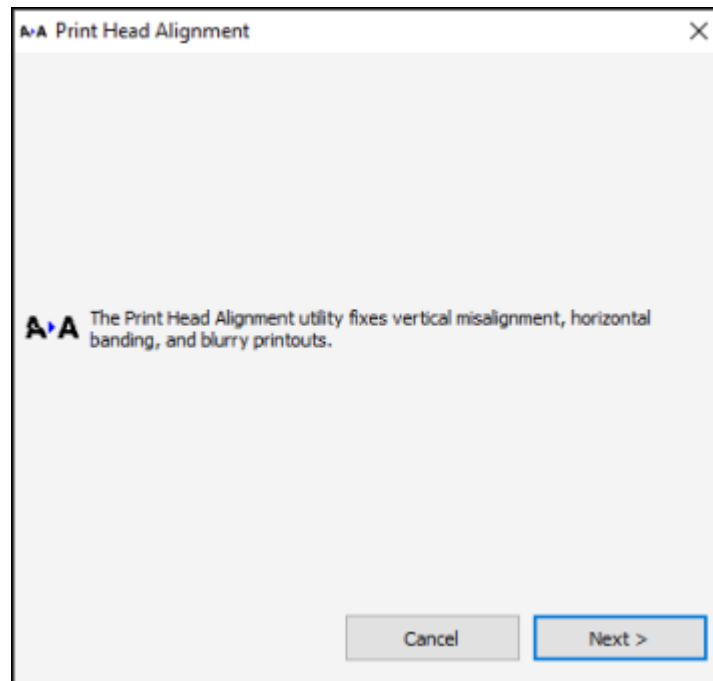 A▸A Print Head Alignment
A▸A The Print Head Alignment utility fixes vertical misalignment, horizontal
banding, and blurry printouts.
Cancel Next >